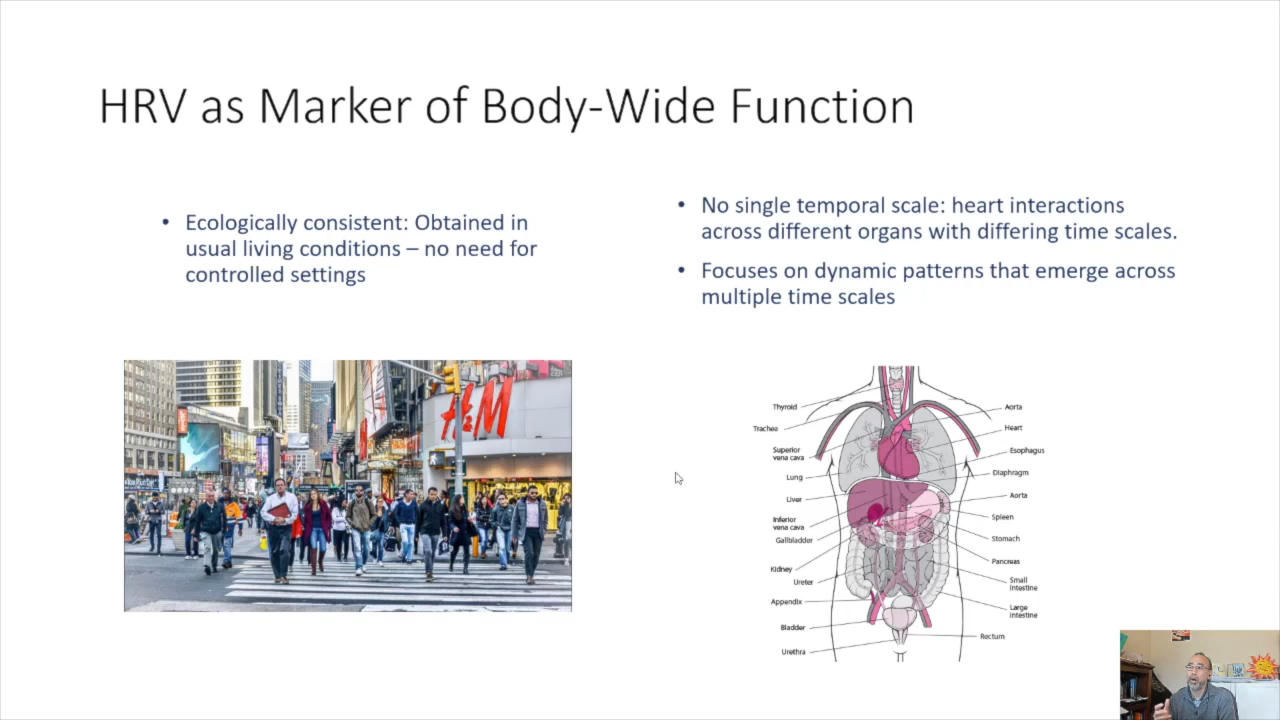 HRV as Marker of Body-Wide Function
• Ecologically consistent: Obtained in
usual living conditions – no need for
controlled settings
• No single temporal scale: heart interactions
across different organs with differing time scales.
• Focuses on dynamic patterns that emerge across
multiple time scales
H&M
Thyroid
Trachea
Superior
vena cava
Lung
Liver
Inferior
vena cava
Gallbladder
Kidney
Ureter
Appendix
Bladder
Urethra
Aorta
Heart
Esophagus
Diaphragm
Aorta
Spleen
Stomach
Pancreas
Small
intestine
Large
intestine
Rectum